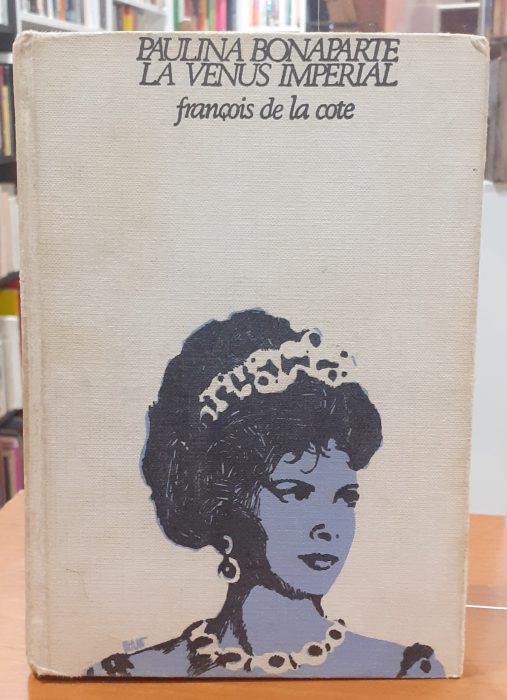 PAULINA BONAPARTE
LA VENUS IMPERIAL
françois de la cote